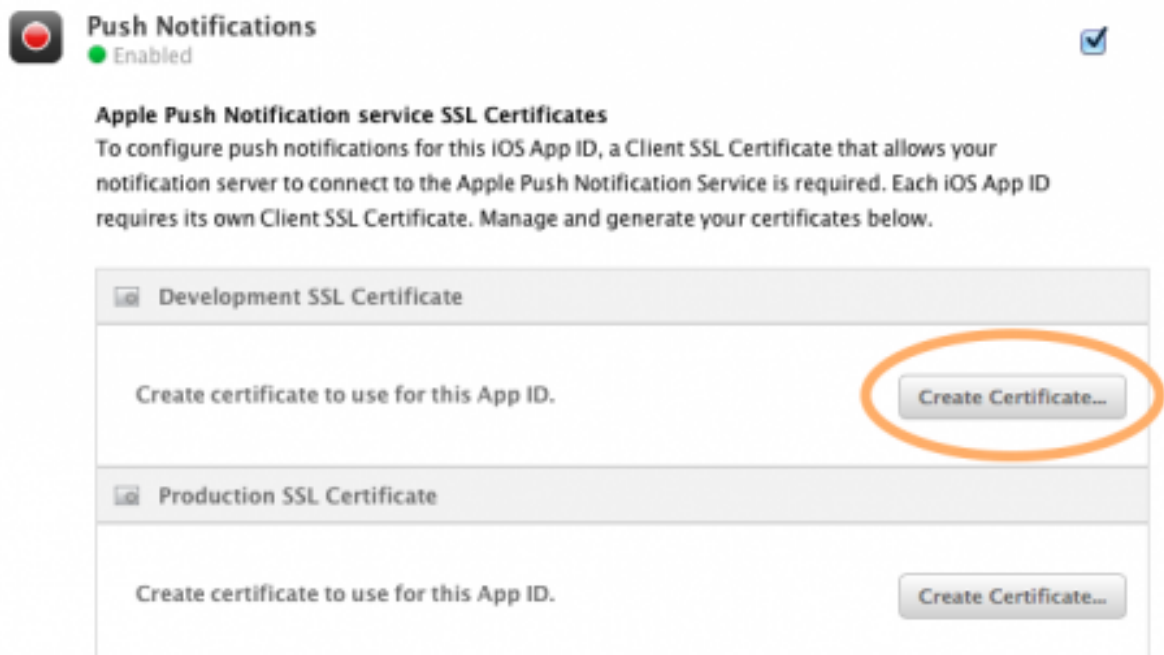 Push Notifications
Enabled
Apple Push Notification service SSL Certificates
To configure push notifications for this iOS App ID, a Client SSL Certificate that allows your
notification server to connect to the Apple Push Notification Service is required. Each iOS App ID
requires its own Client SSL Certificate. Manage and generate your certificates below.
Development SSL Certificate
Create certificate to use for this App ID.
Create Certificate...
Production SSL Certificate
Create certificate to use for this App ID.
Create Certificate...